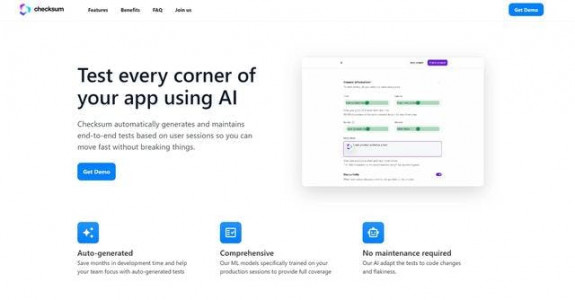 checksum
Features Benefits FAQ Join us
Get Demo
Test every corner of
your app using AI
Checksum automatically generates and maintains
end-to-end tests based on user sessions so you can
move fast without breaking things.
Get Demo
Auto-generated
Save months in development time and help
your team focus with auto-generated tests
Comprehensive
Our ML models specifically trained on your
production sessions to provide full coverage
No maintenance required
Our AI adapt the tests to code changes
and flakiness.